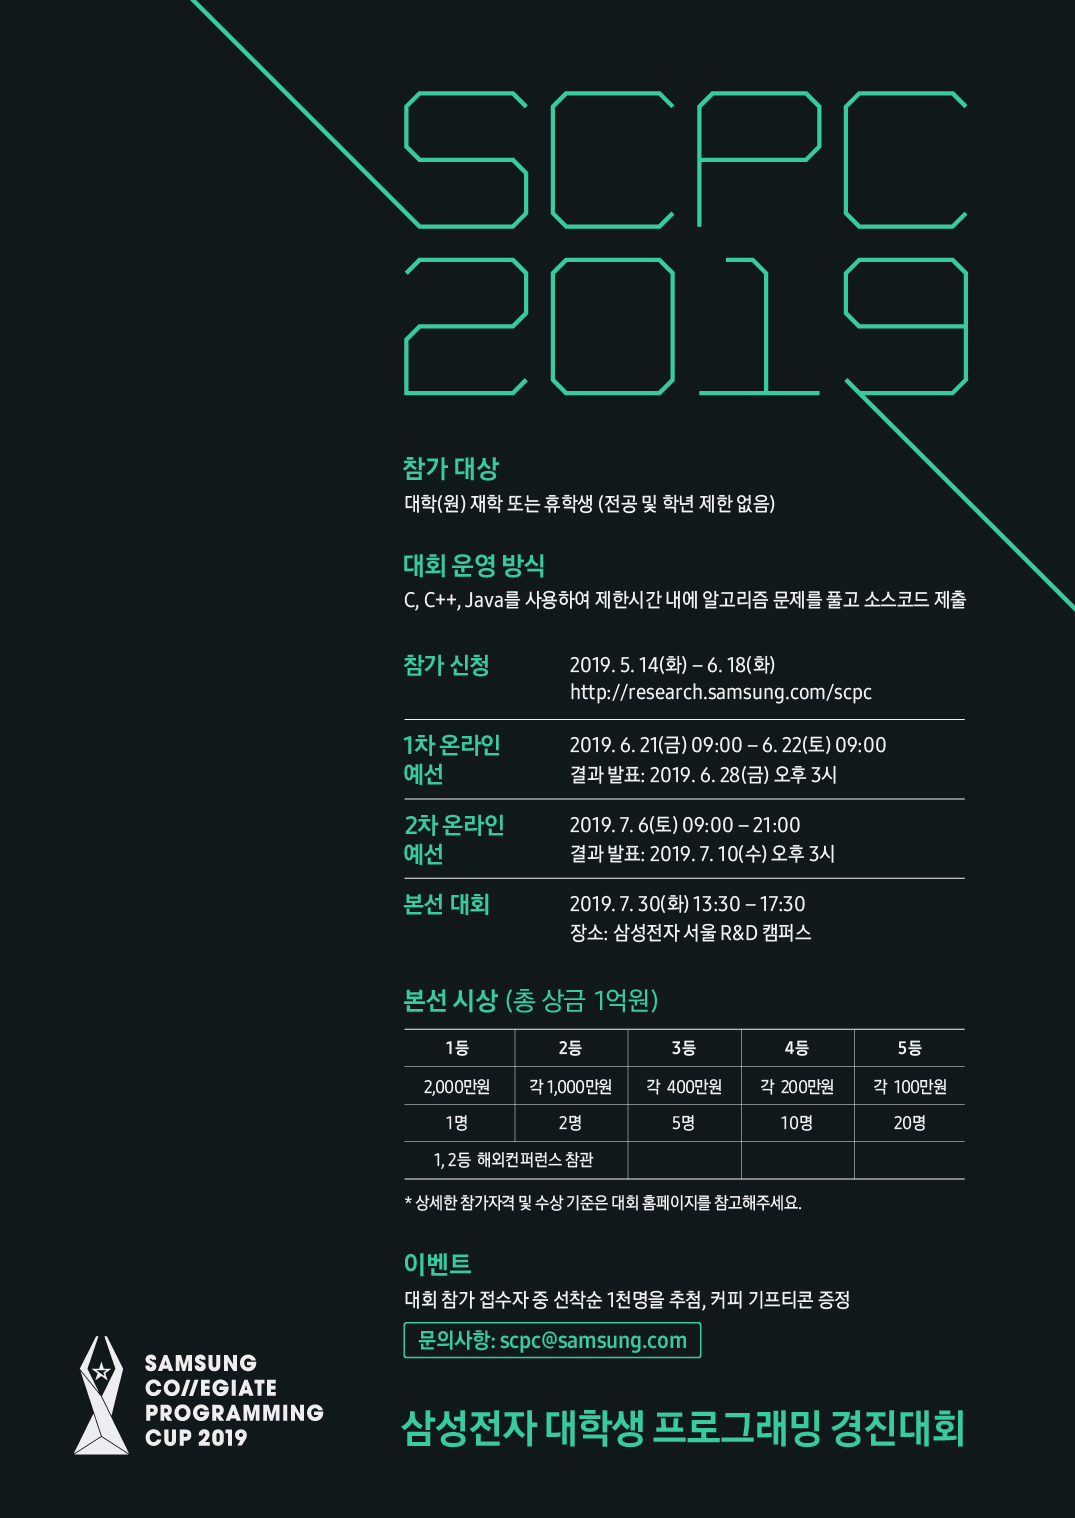 SCPC
2019
참가 대상
대학(원) 재학 또는 휴학생 (전공 및 학년 제한 없음)
대회 운영 방식
C, C++, Java를 사용하여 제한시간 내에 알고리즘 문제를 풀고 소스코드 제출
참가 신청
2019. 5. 14(화) – 6. 18(화)
http://research.samsung.com/scpc
1차 온라인
예선
2019. 6. 21(금) 09:00 – 6. 22(토) 09:00
결과 발표: 2019. 6. 28(금) 오후 3시
2차 온라인
예선
2019. 7. 6(토) 09:00 – 21:00
결과 발표: 2019. 7. 10(수) 오후 3시
본선 대회
2019. 7. 30(화) 13:30 – 17:30
장소: 삼성전자 서울 R&D 캠퍼스
본선 시상 (총 상금 1억원)
1등 2등 3등 4등 5등
2,000만원 각 1,000만원 각 400만원 각 200만원 각 100만원
1명 2명 5명 10명 20명
1, 2등 해외컨퍼런스 참관
* 상세한 참가자격 및 수상 기준은 대회 홈페이지를 참고해주세요.
이벤트
대회 참가 접수자 중 선착순 1천명을 추첨, 커피 기프티콘 증정
문의사항: scpc@samsung.com
SAMSUNG
CO//EGIATE
PROGRAMMING
CUP 2019
삼성전자 대학생 프로그래밍 경진대회